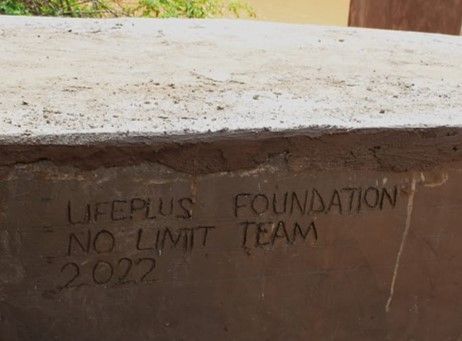 LIFEPLUS FOUNDATION
NO LIMIT TEAM
2022